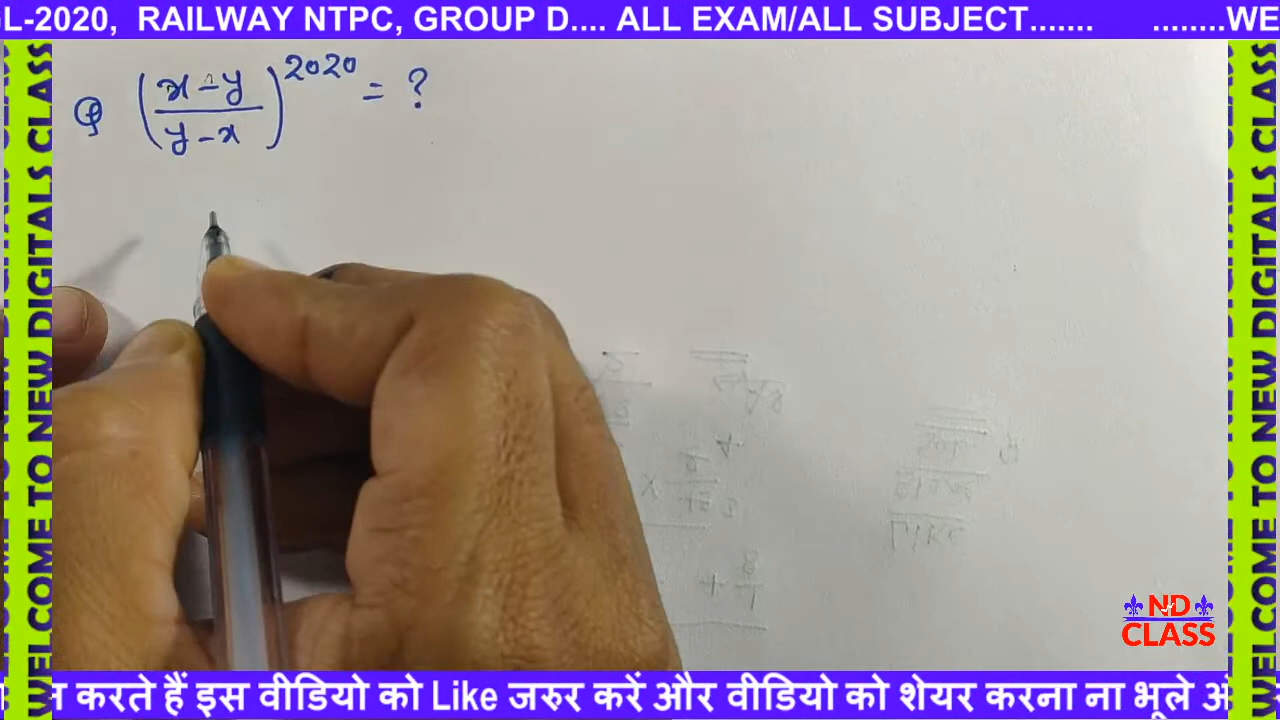 GL-2020, RAILWAY NTPC, GROUP D.... ALL EXAM/ALL SUBJECT....... ........WE
Q (x-y / y-x)^2020 = ?
WELCOME TO NEW DIGITALS CLASS
WELCOME TO NEW DIGITALS CLASS
ND
CLASS
करते हैं इस वीडियो को Like जरुर करें और वीडियो को शेयर करना ना भूले